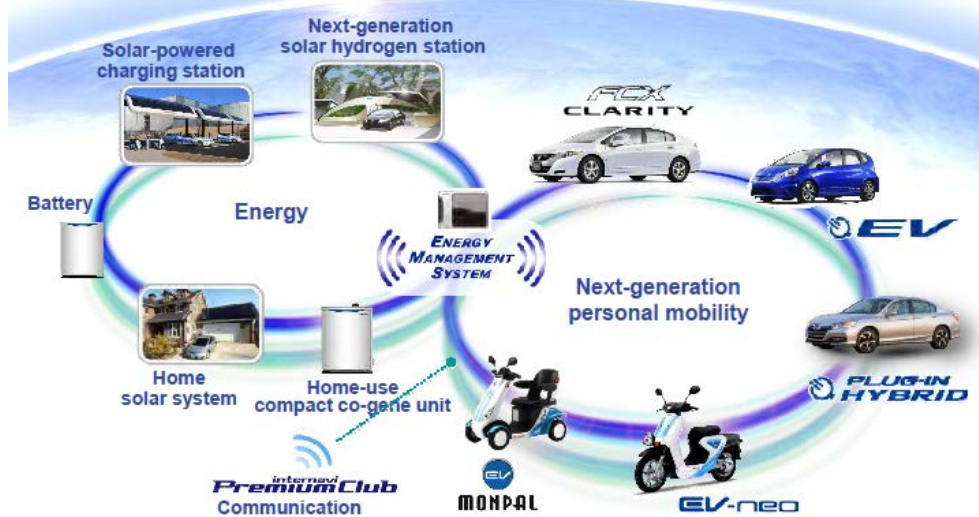 Solar-powered
charging station
Next-generation
solar hydrogen station
FCX
CLARITY
Battery
Energy
EV
ENERGY
MANAGEMENT
SYSTEM
Next-generation
personal mobility
Home
solar system
Home-use
compact co-gene unit
PLUG-IN
HYBRID
internavi
PremiumClub
Communication
EV
MONPAL
EV-neo